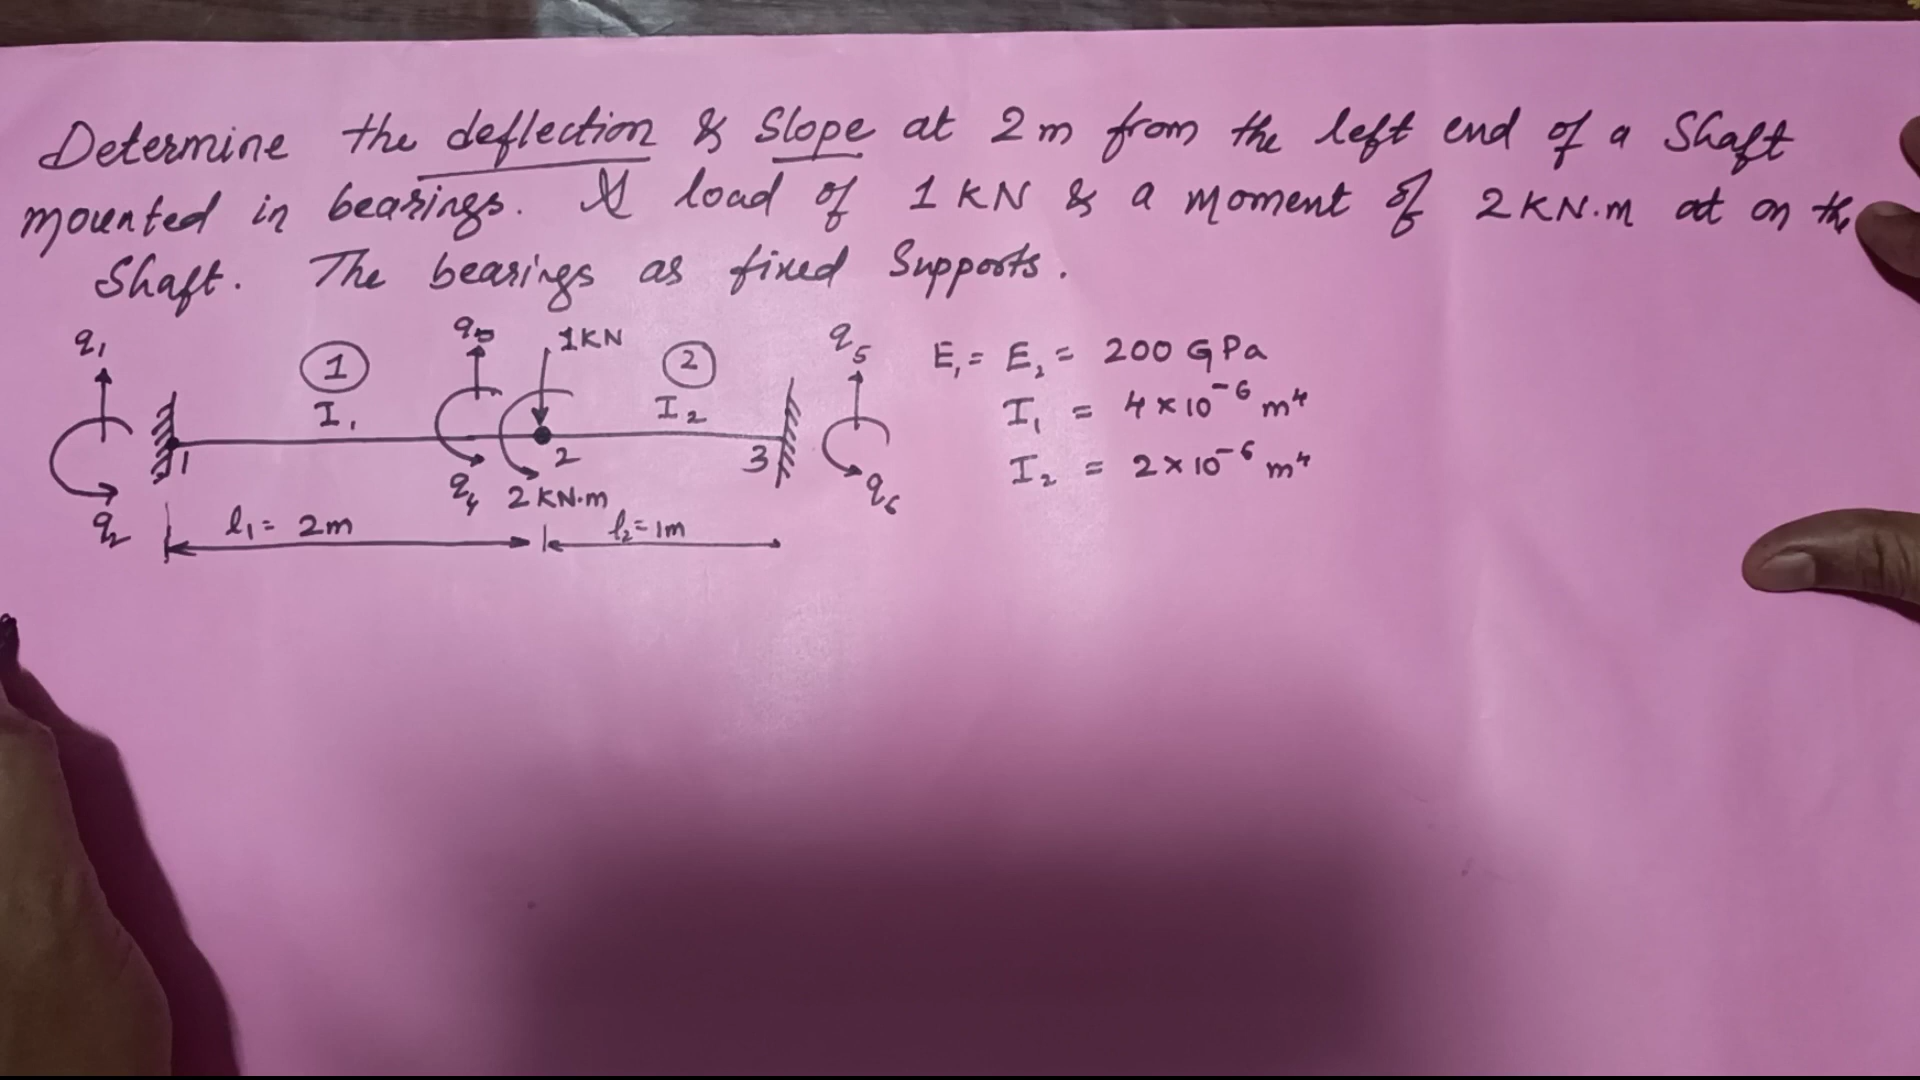 Determine the deflection & Slope at 2m from the left end of a Shaft
mounted in bearings. load of 1 KN & a moment of 2 KN.m at on the
Shaft. The bearings as fixed Supports.
q1 q3 1KN q5 E1 = E2 = 200 GPa
1 2
I1 I2 I1 = 4 × 10⁻⁶ m⁴
1 2 3 I2 = 2 × 10⁻⁶ m⁴
q2 q4 2 KN.m q6
l1 = 2m l2 = 1m